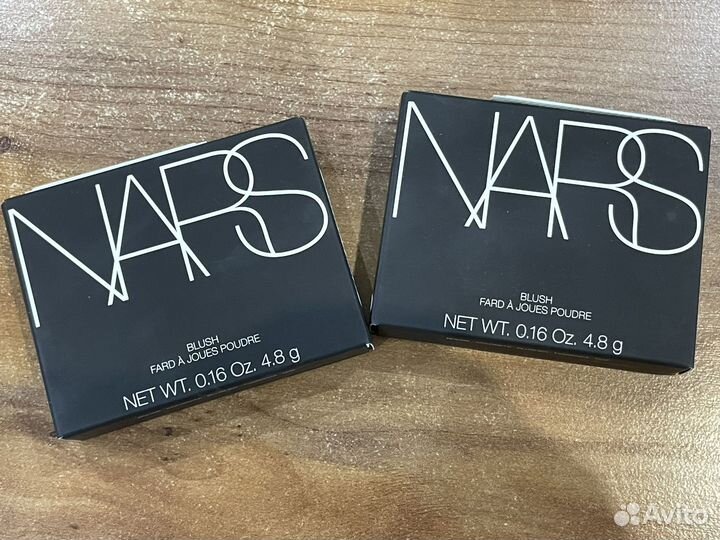 NARS
BLUSH
FARD À JOUES POUDRE
NET WT. 0.16 Oz. 4.8 g
NARS
BLUSH
FARD À JOUES POUDRE
NET WT. 0.16 Oz. 4.8 g
Avito